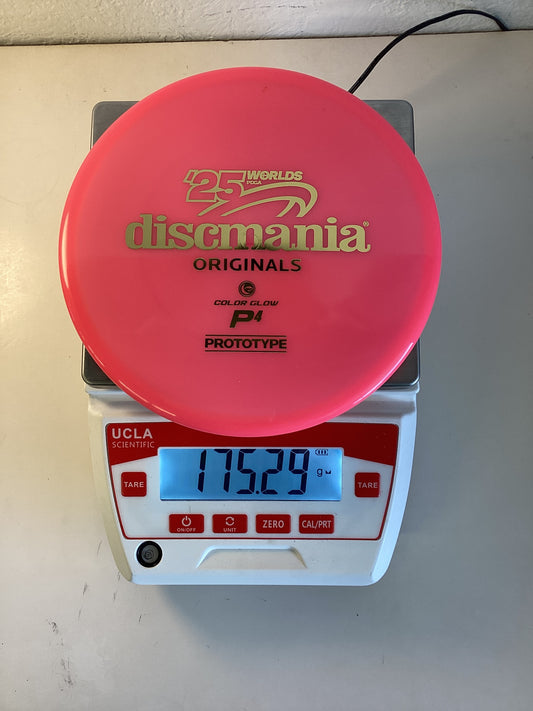 '25 WORLDS
PDGA
discmania®
ORIGINALS
COLOR GLOW
P4
PROTOTYPE
UCLA
SCIENTIFIC
175.29 g
TARE
TARE
ON/OFF
UNIT
ZERO
CAL/PRT